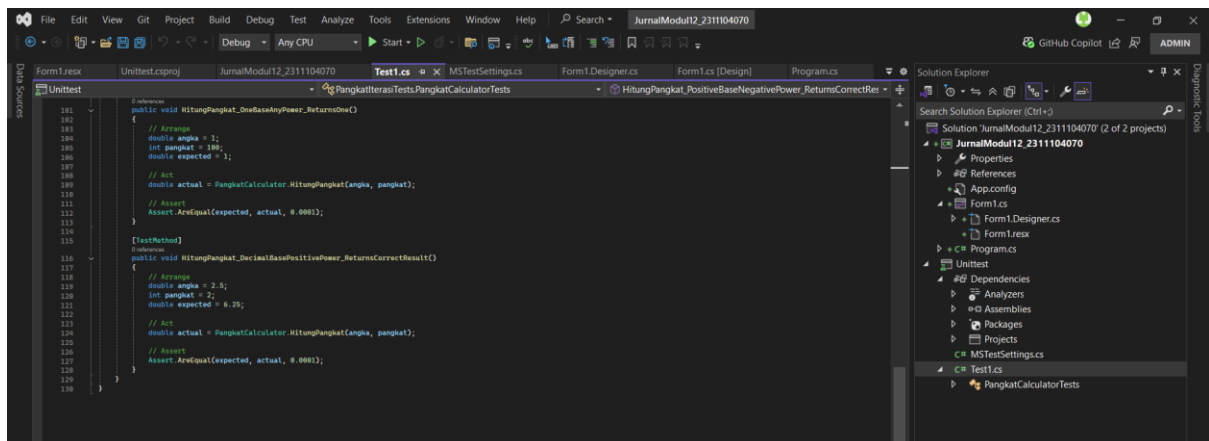 File Edit View Git Project Build Debug Test Analyze Tools Extensions Window Help Search JurnalModul12_2311104070
Debug Any CPU Start GitHub Copilot ADMIN
Data Sources
Form1.resx Unittest.csproj JurnalModul12_2311104070 Test1.cs MSTestSettings.cs Form1.Designer.cs Form1.cs [Design] Program.cs
Unittest PangkatIterasiTests.PangkatCalculatorTests HitungPangkat_PositiveBaseNegativePower_ReturnsCorrectRes
0 references
101 public void HitungPangkat_OneBaseAnyPower_ReturnsOne()
102 {
103 // Arrange
104 double angka = 1;
105 int pangkat = 100;
106 double expected = 1;
107
108 // Act
109 double actual = PangkatCalculator.HitungPangkat(angka, pangkat);
110
111 // Assert
112 Assert.AreEqual(expected, actual, 0.0001);
113 }
114
115 [TestMethod]
0 references
116 public void HitungPangkat_DecimalBasePositivePower_ReturnsCorrectResult()
117 {
118 // Arrange
119 double angka = 2.5;
120 int pangkat = 2;
121 double expected = 6.25;
122
123 // Act
124 double actual = PangkatCalculator.HitungPangkat(angka, pangkat);
125
126 // Assert
127 Assert.AreEqual(expected, actual, 0.0001);
128 }
129 }
130 }
Solution Explorer
Search Solution Explorer (Ctrl+;)
Solution 'JurnalModul12_2311104070' (2 of 2 projects)
JurnalModul12_2311104070
Properties
References
App.config
Form1.cs
Form1.Designer.cs
Form1.resx
C# Program.cs
Unittest
Dependencies
Analyzers
Assemblies
Packages
Projects
C# MSTestSettings.cs
C# Test1.cs
PangkatCalculatorTests
Diagnostic Tools